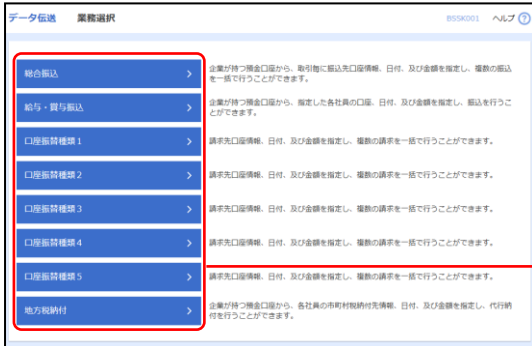 データ伝送 業務選択 BSSK001 ヘルプ ?
総合振込 企業が持つ預金口座から、取引毎に振込先口座情報、日付、及び金額を指定し、複数の振込
を一括で行うことができます。
給与・賞与振込 企業が持つ預金口座から、指定した各社員の口座、日付、及び金額を指定し、振込を行うこ
とができます。
口座振替種類1 請求先口座情報、日付、及び金額を指定し、複数の請求を一括で行うことができます。
口座振替種類2 請求先口座情報、日付、及び金額を指定し、複数の請求を一括で行うことができます。
口座振替種類3 請求先口座情報、日付、及び金額を指定し、複数の請求を一括で行うことができます。
口座振替種類4 請求先口座情報、日付、及び金額を指定し、複数の請求を一括で行うことができます。
口座振替種類5 請求先口座情報、日付、及び金額を指定し、複数の請求を一括で行うことができます。
地方税納付 企業が持つ預金口座から、各社員の市町村税納付先情報、日付、及び金額を指定し、代行納
付を行うことができます。